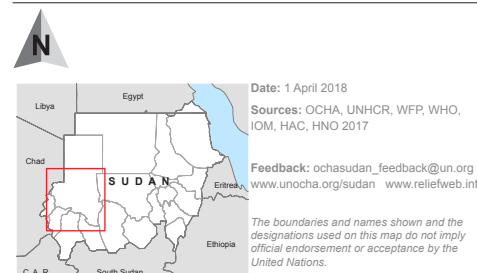 N
Date: 1 April 2018
Sources: OCHA, UNHCR, WFP, WHO,
IOM, HAC, HNO 2017
Feedback: ochasudan_feedback@un.org
www.unocha.org/sudan www.reliefweb.int
The boundaries and names shown and the
designations used on this map do not imply
official endorsement or acceptance by the
United Nations.
Egypt
Libya
Chad
SUDAN
Eritrea
Ethiopia
C.A.R
South Sudan